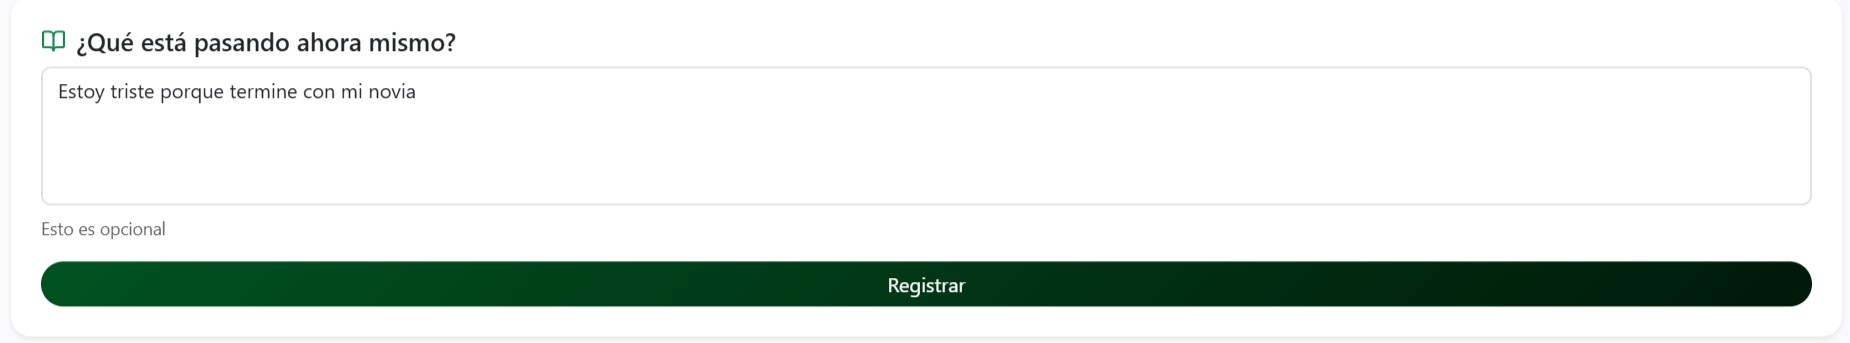 ¿Qué está pasando ahora mismo?
Estoy triste porque termine con mi novia
Esto es opcional
Registrar